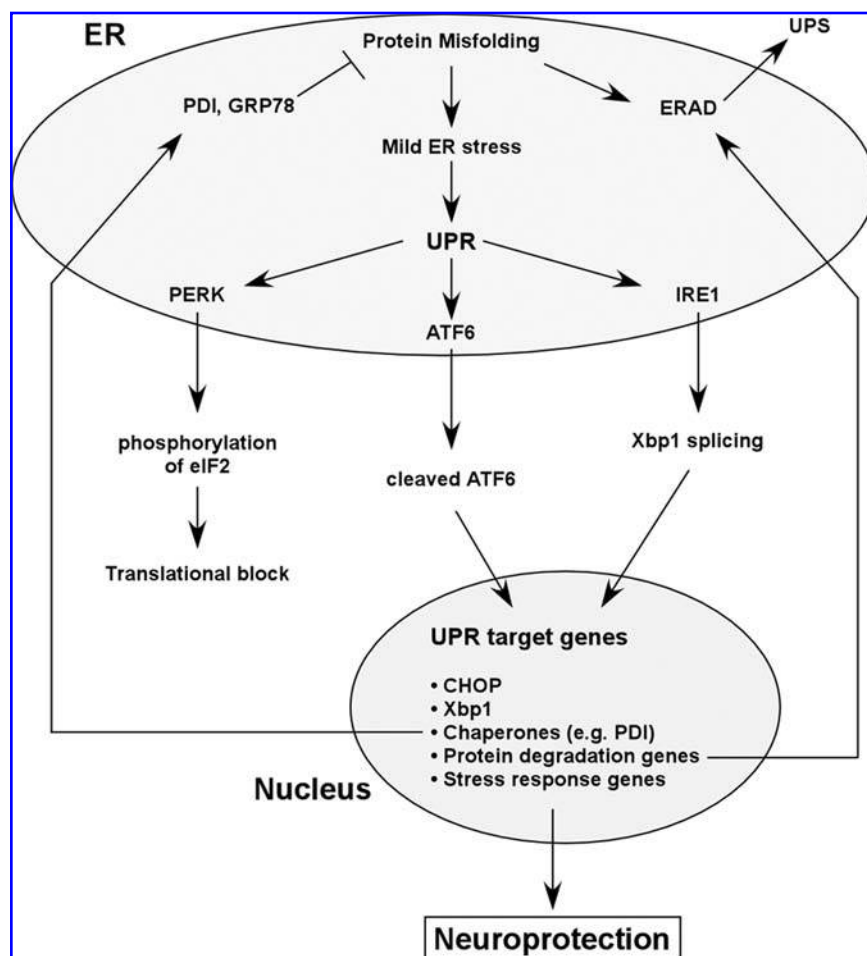 ER
Protein Misfolding
UPS
PDI, GRP78
ERAD
Mild ER stress
UPR
PERK
IRE1
ATF6
phosphorylation
of eIF2
Xbp1 splicing
cleaved ATF6
Translational block
UPR target genes
• CHOP
• Xbp1
• Chaperones (e.g. PDI)
• Protein degradation genes
• Stress response genes
Nucleus
Neuroprotection